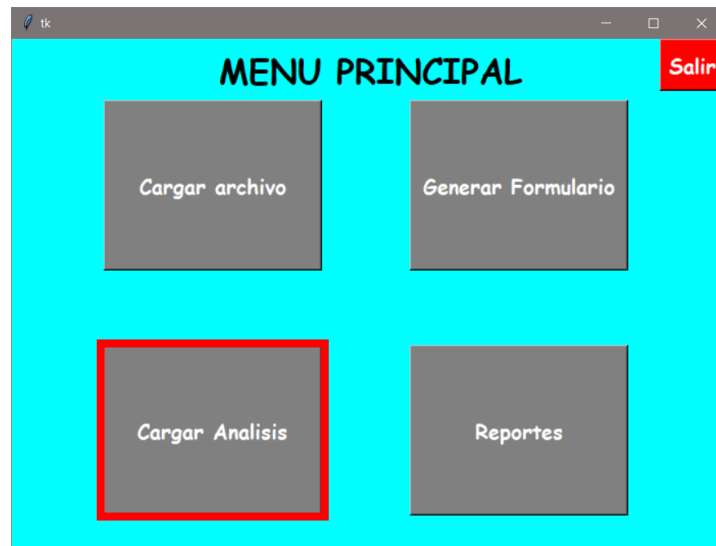 tk
MENU PRINCIPAL
Salir
Cargar archivo
Generar Formulario
Cargar Analisis
Reportes